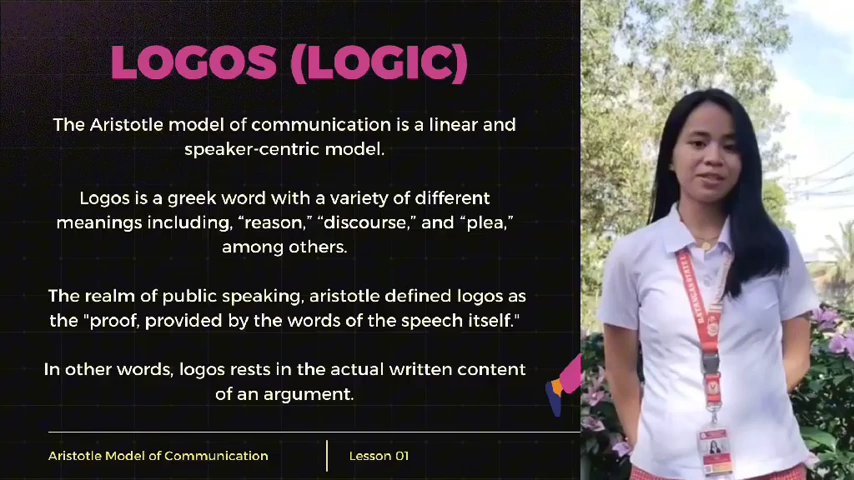 LOGOS (LOGIC)
The Aristotle model of communication is a linear and
speaker-centric model.
Logos is a greek word with a variety of different
meanings including, “reason,” “discourse,” and “plea,”
among others.
The realm of public speaking, aristotle defined logos as
the "proof, provided by the words of the speech itself."
In other words, logos rests in the actual written content
of an argument.
Aristotle Model of Communication
Lesson 01